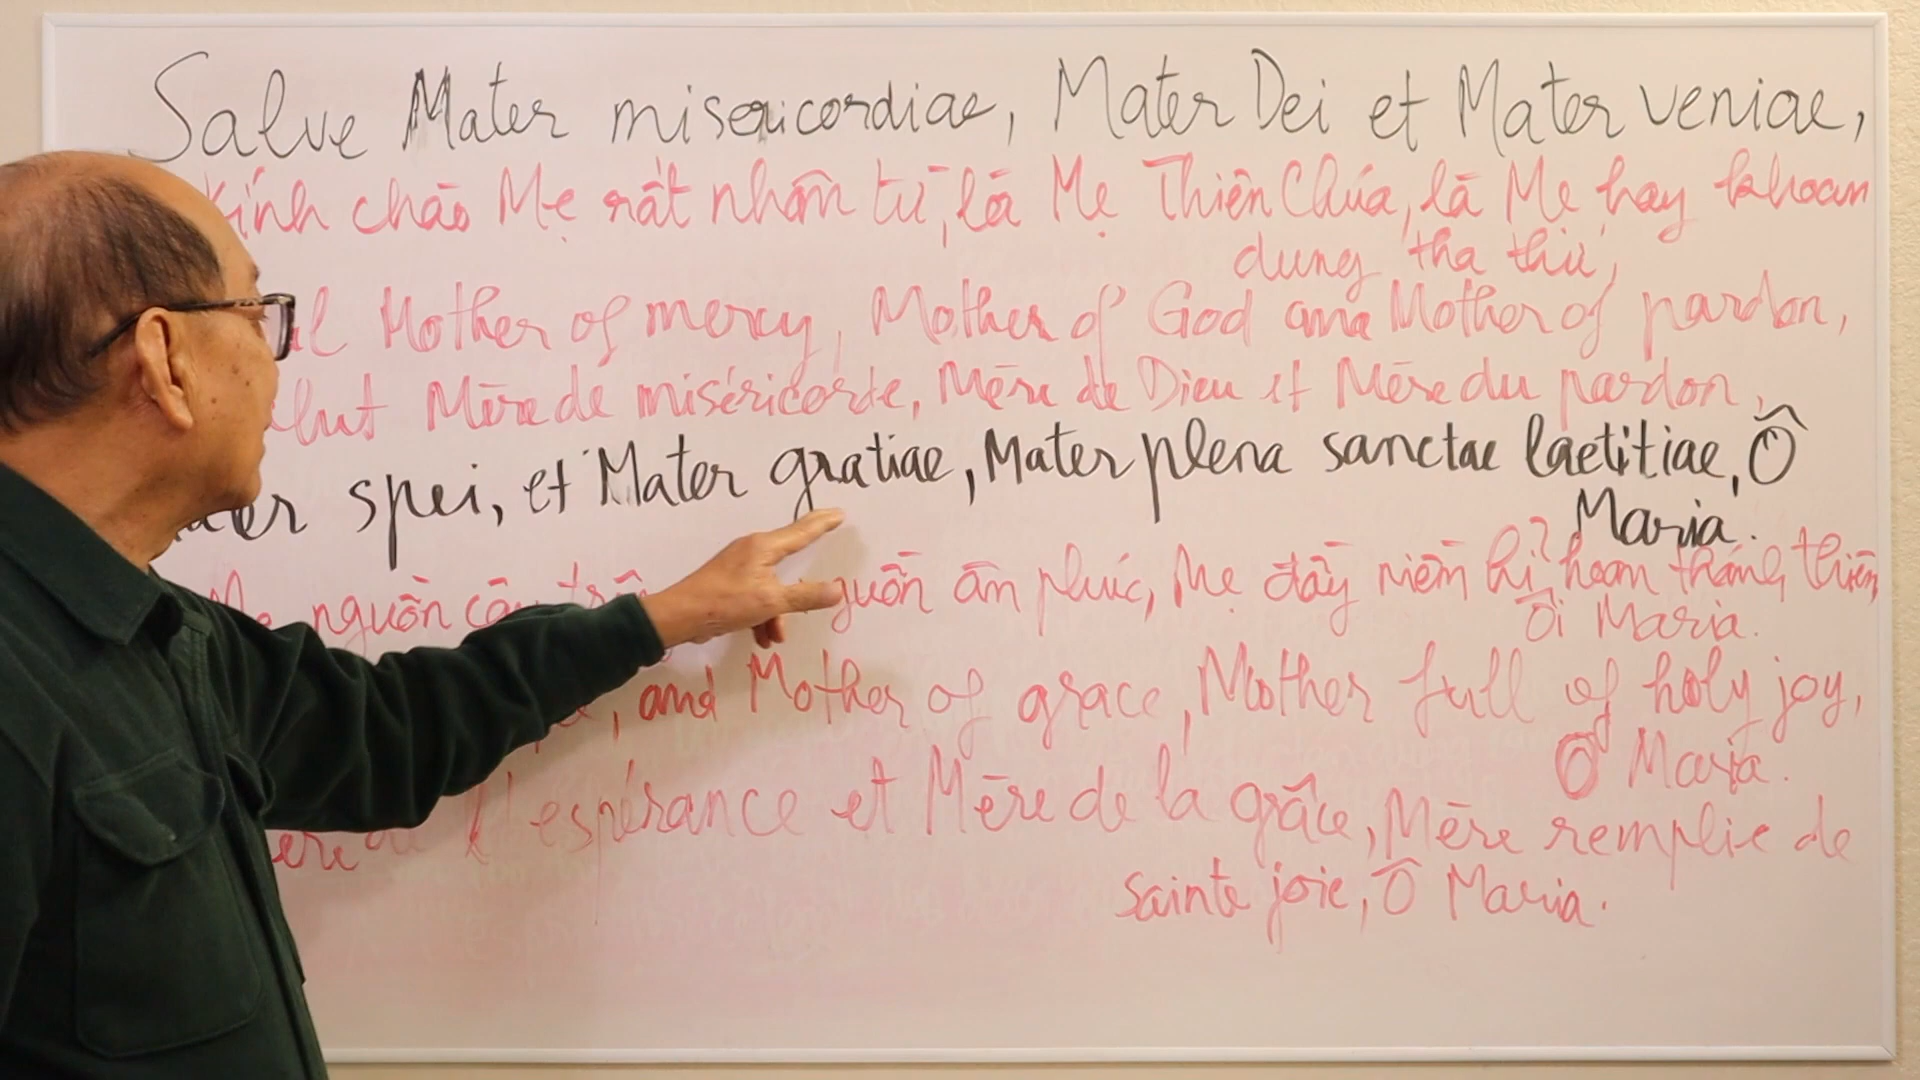 Salve Mater misericordiae, Mater Dei et Mater veniae,
Kính chào Mẹ rất nhân từ, là Mẹ Thiên Chúa, là Mẹ hay khoan
dung tha thứ,
Mother of mercy, Mother of God and Mother of pardon,
Mère de miséricorde, Mère de Dieu et Mère du pardon,
spei, et Mater gratiae, Mater plena sanctae laetitiae, Ô
Maria.
Mẹ nguồn ân phúc, Mẹ đầy niềm hỉ hoan thánh thiện,
Ôi Maria.
, and Mother of grace, Mother full of holy joy,
O Maria.
l'espérance et Mère de la grâce, Mère remplie de
sainte joie, Ô Maria.